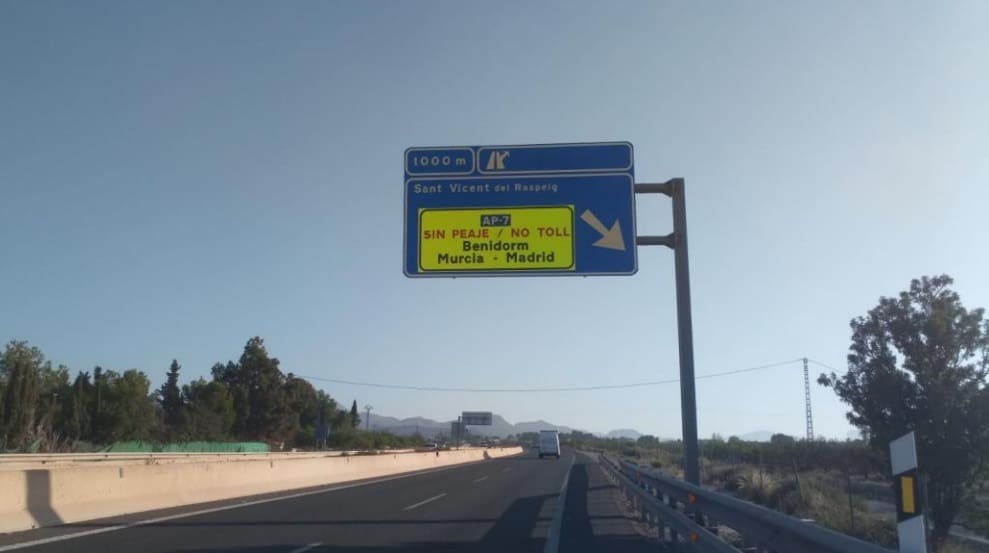 1000 m
Sant Vicent del Raspeig
AP-7
SIN PEAJE / NO TOLL
Benidorm
Murcia - Madrid